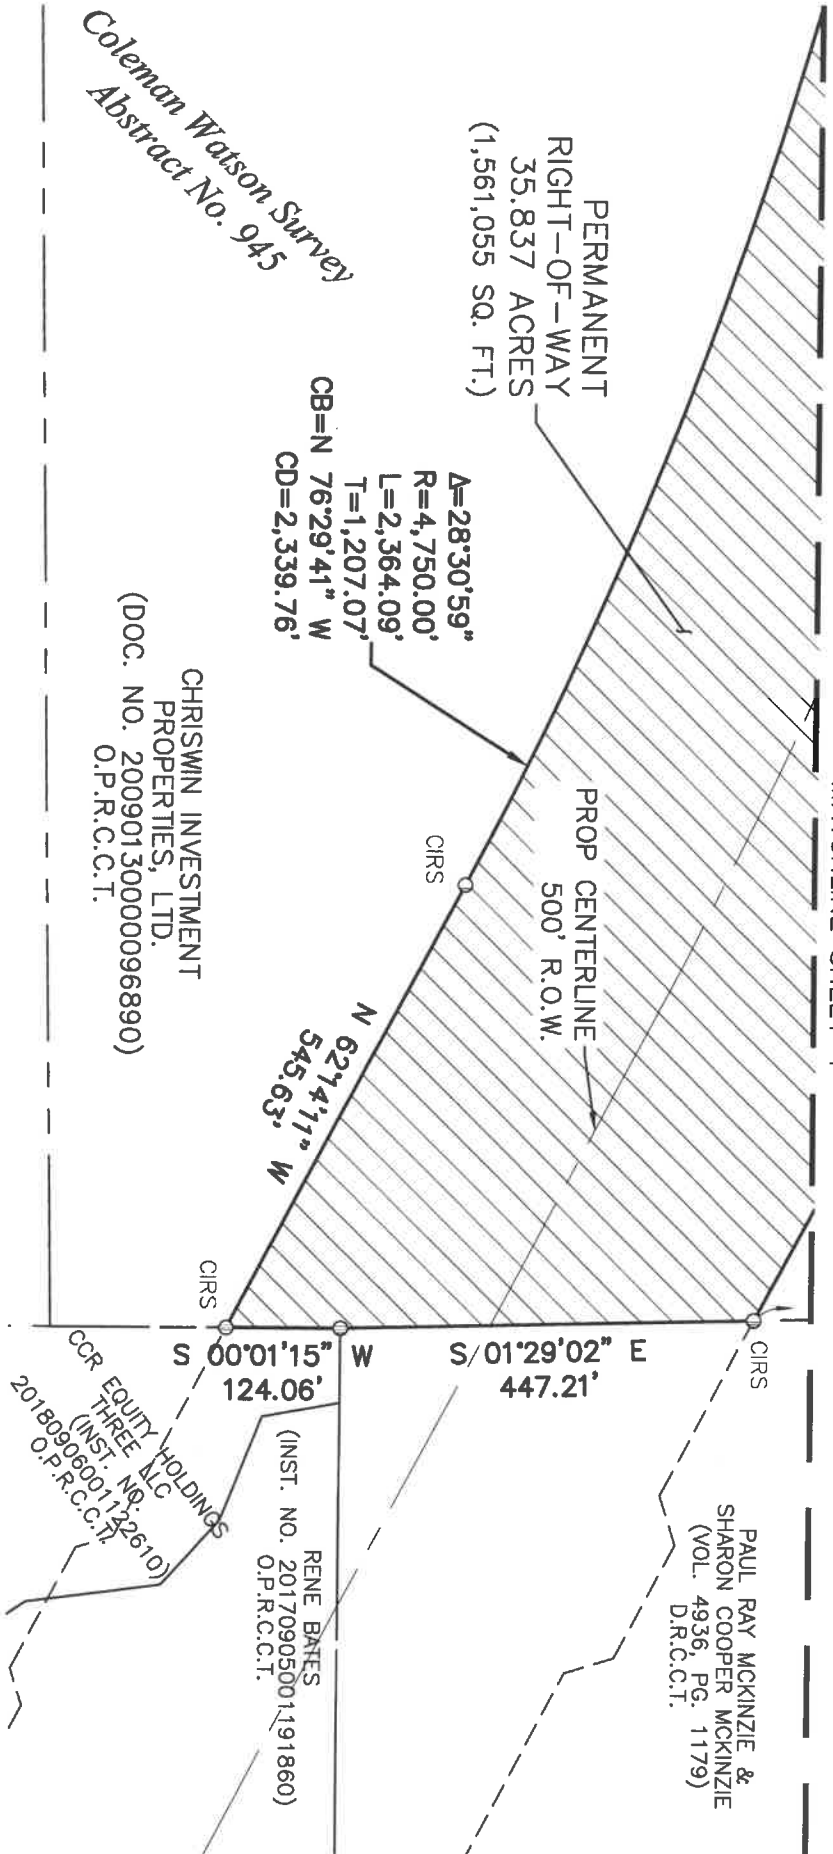 Coleman Watson Survey
Abstract No. 945
PERMANENT
RIGHT-OF-WAY
35.837 ACRES
(1,561,055 SQ. FT.)
Δ=28°30'59"
R=4,750.00'
L=2,364.09'
T=1,207.07'
CB=N 76°29'41" W
CD=2,339.76'
CHRISWIN INVESTMENT
PROPERTIES, LTD.
(DOC. NO. 20090130000096890)
O.P.R.C.C.T.
PROP CENTERLINE
500' R.O.W.
CIRS
N 62°14'11" W
545.63'
CIRS
S 00°01'15" W
124.06'
S 01°29'02" E
447.21'
CIRS
CCR EQUITY HOLDINGS
THREE LLC
(INST. NO.
20180906001122610)
O.P.R.C.C.T.
RENE BATES
(INST. NO. 20170905001191860)
O.P.R.C.C.T.
PAUL RAY MCKINZIE &
SHARON COOPER MCKINZIE
(VOL. 4936, PG. 1179)
D.R.C.C.T.